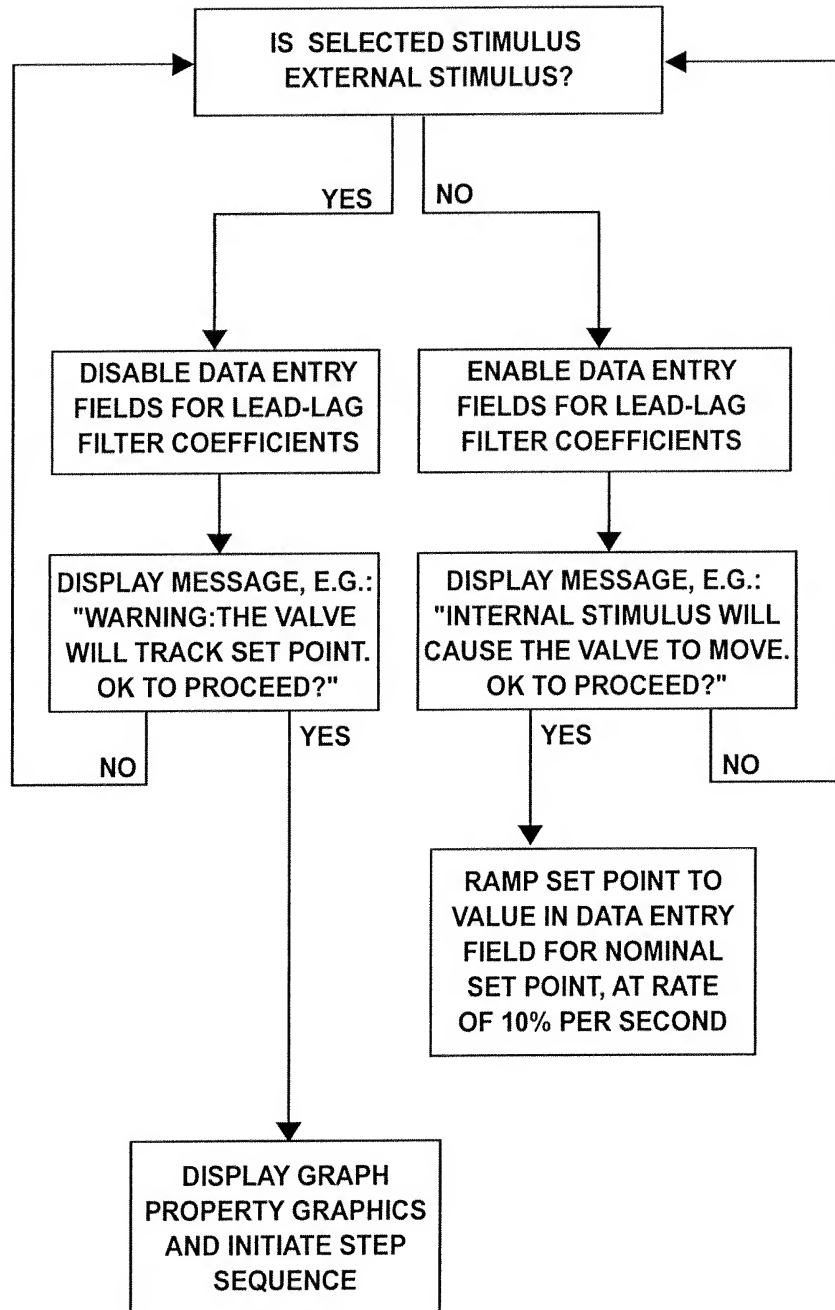 IS SELECTED STIMULUS
EXTERNAL STIMULUS?
YES
NO
DISABLE DATA ENTRY
FIELDS FOR LEAD-LAG
FILTER COEFFICIENTS
ENABLE DATA ENTRY
FIELDS FOR LEAD-LAG
FILTER COEFFICIENTS
DISPLAY MESSAGE, E.G.:
"WARNING:THE VALVE
WILL TRACK SET POINT.
OK TO PROCEED?"
DISPLAY MESSAGE, E.G.:
"INTERNAL STIMULUS WILL
CAUSE THE VALVE TO MOVE.
OK TO PROCEED?"
NO
YES
YES
NO
RAMP SET POINT TO
VALUE IN DATA ENTRY
FIELD FOR NOMINAL
SET POINT, AT RATE
OF 10% PER SECOND
DISPLAY GRAPH
PROPERTY GRAPHICS
AND INITIATE STEP
SEQUENCE